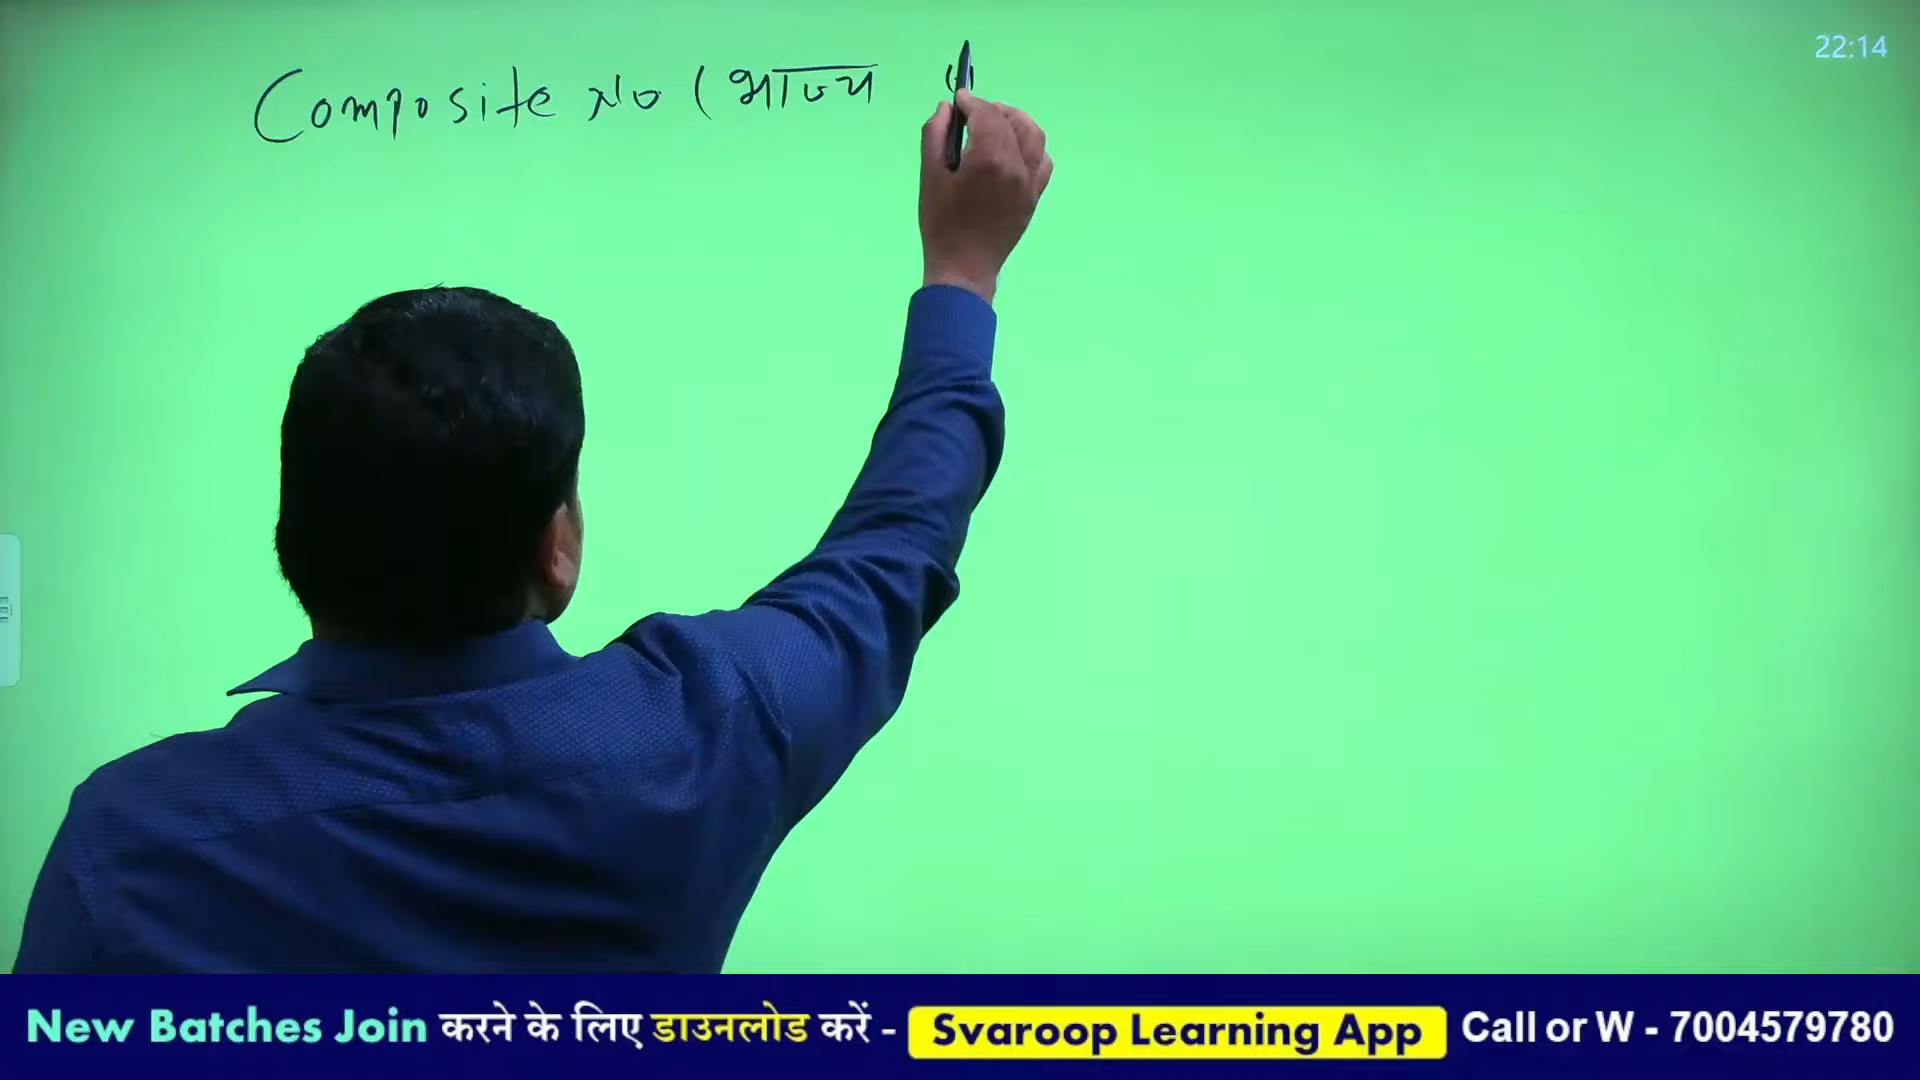 22:14
Composite No (भाज्य
New Batches Join करने के लिए डाउनलोड करें - Svaroop Learning App Call or W - 7004579780